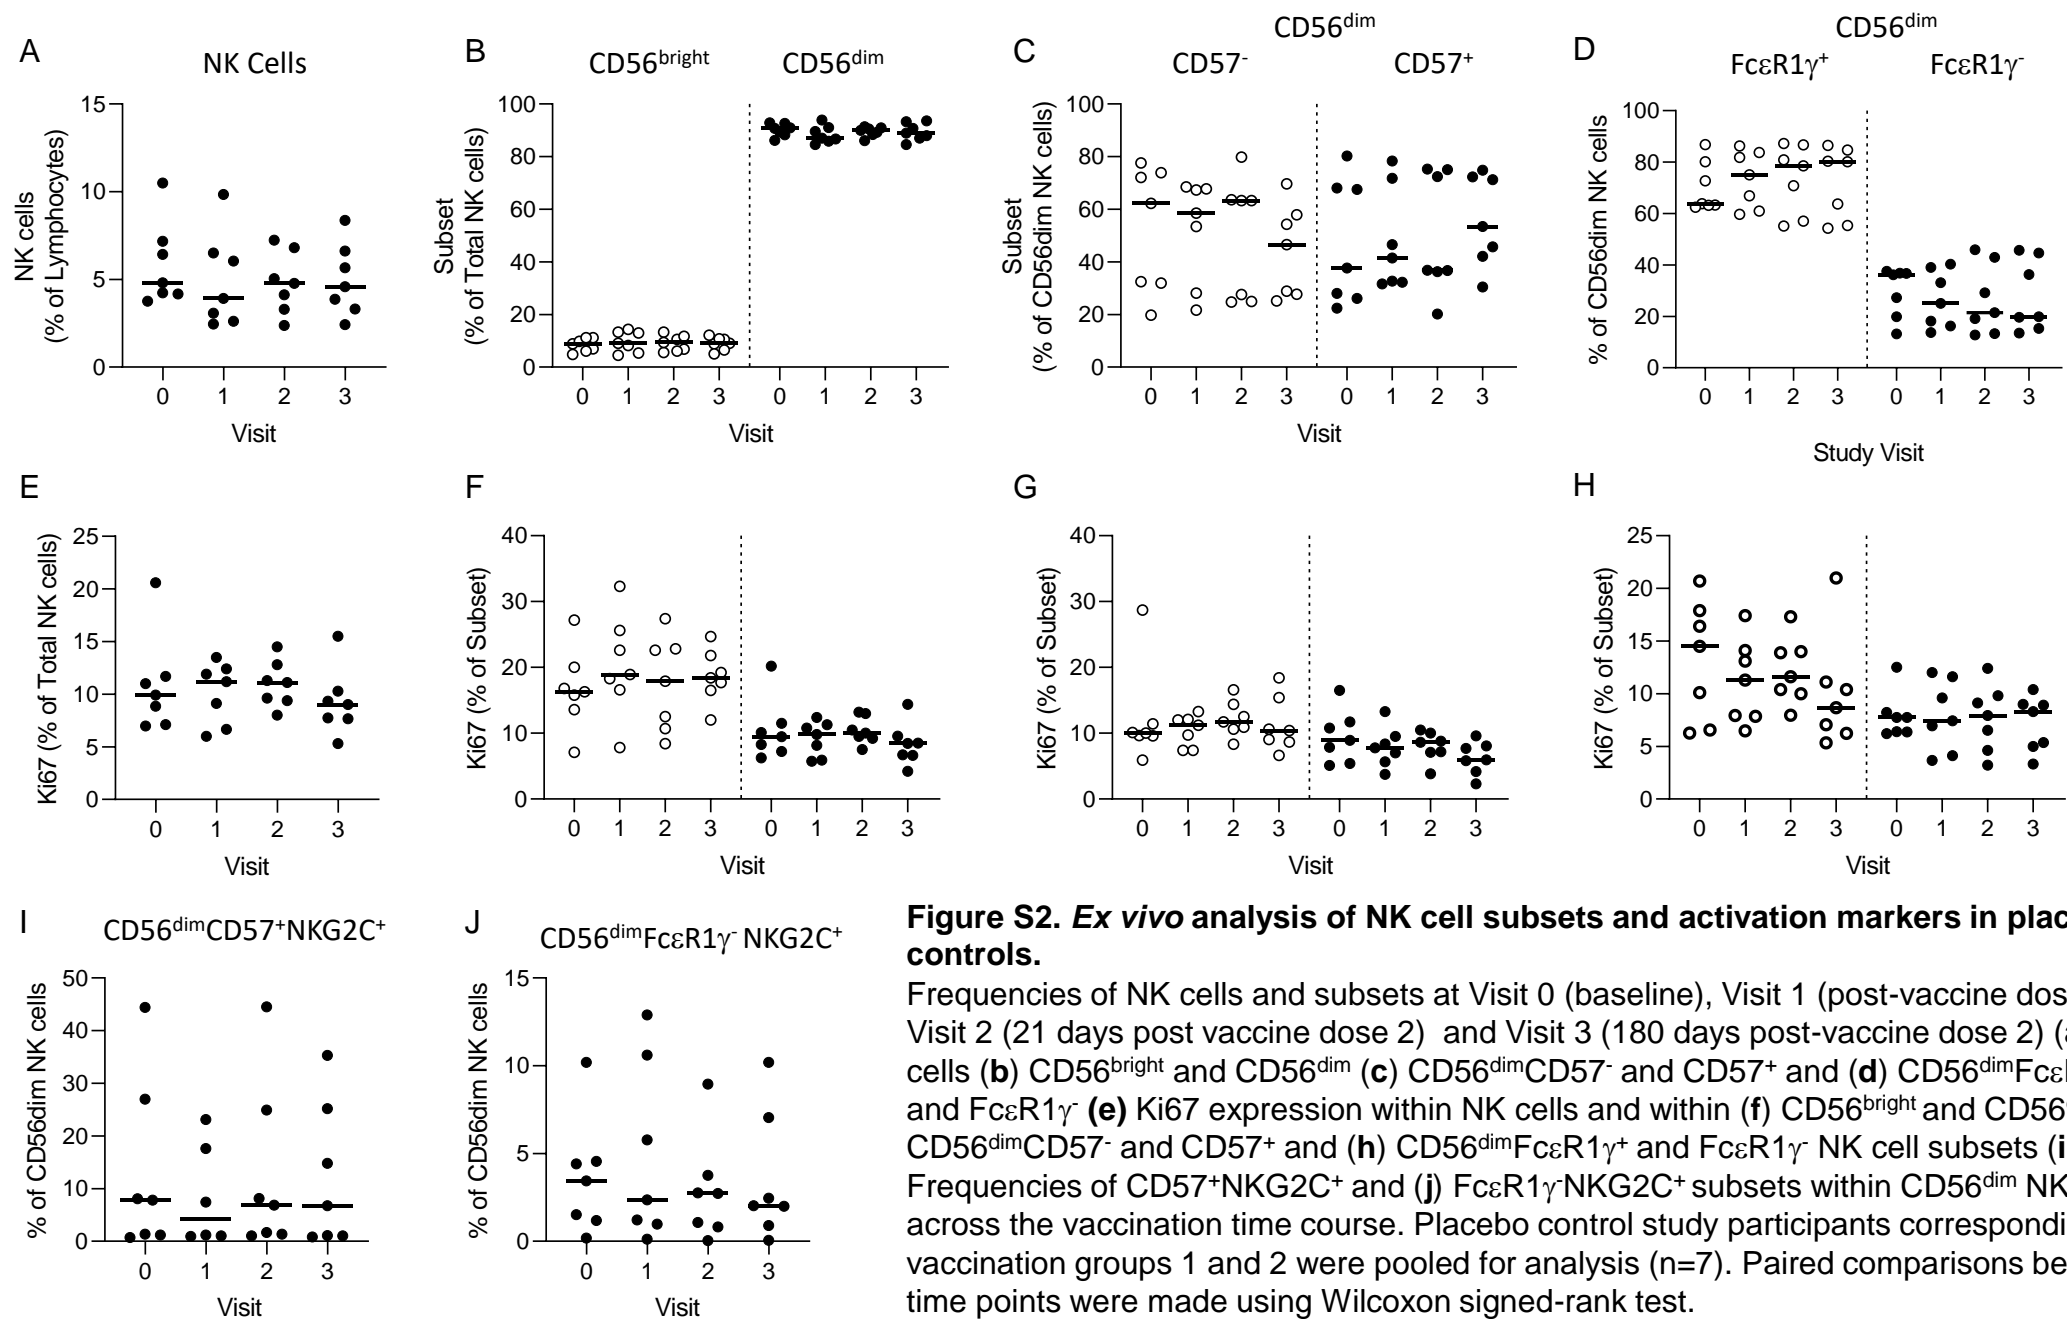 A
NK Cells
NK cells
(% of Lymphocytes)
15
10
5
0
0 1 2 3
Visit
B
CD56bright CD56dim
Subset
(% of Total NK cells)
100
80
60
40
20
0
0 1 2 3 0 1 2 3
Visit
C
CD56dim
CD57- CD57+
Subset
(% of CD56dim NK cells)
100
80
60
40
20
0
0 1 2 3 0 1 2 3
Visit
D
CD56dim
FcεR1γ+ FcεR1γ-
% of CD56dim NK cells
100
80
60
40
20
0
0 1 2 3 0 1 2 3
Study Visit
E
Ki67 (% of Total NK cells)
25
20
15
10
5
0
0 1 2 3
Visit
F
Ki67 (% of Subset)
40
30
20
10
0
0 1 2 3 0 1 2 3
Visit
G
Ki67 (% of Subset)
40
30
20
10
0
0 1 2 3 0 1 2 3
Visit
H
Ki67 (% of Subset)
25
20
15
10
5
0
0 1 2 3 0 1 2 3
Visit
I
CD56dimCD57+NKG2C+
% of CD56dim NK cells
50
40
30
20
10
0
0 1 2 3
Visit
J
CD56dimFcεR1γ- NKG2C+
% of CD56dim NK cells
15
10
5
0
0 1 2 3
Visit
Figure S2. Ex vivo analysis of NK cell subsets and activation markers in plac
controls.
Frequencies of NK cells and subsets at Visit 0 (baseline), Visit 1 (post-vaccine dos
Visit 2 (21 days post vaccine dose 2) and Visit 3 (180 days post-vaccine dose 2) (a
cells (b) CD56bright and CD56dim (c) CD56dimCD57- and CD57+ and (d) CD56dimFcε
and FcεR1γ- (e) Ki67 expression within NK cells and within (f) CD56bright and CD56
CD56dimCD57- and CD57+ and (h) CD56dimFcεR1γ+ and FcεR1γ- NK cell subsets (i
Frequencies of CD57+NKG2C+ and (j) FcεR1γ-NKG2C+ subsets within CD56dim NK
across the vaccination time course. Placebo control study participants correspondi
vaccination groups 1 and 2 were pooled for analysis (n=7). Paired comparisons be
time points were made using Wilcoxon signed-rank test.